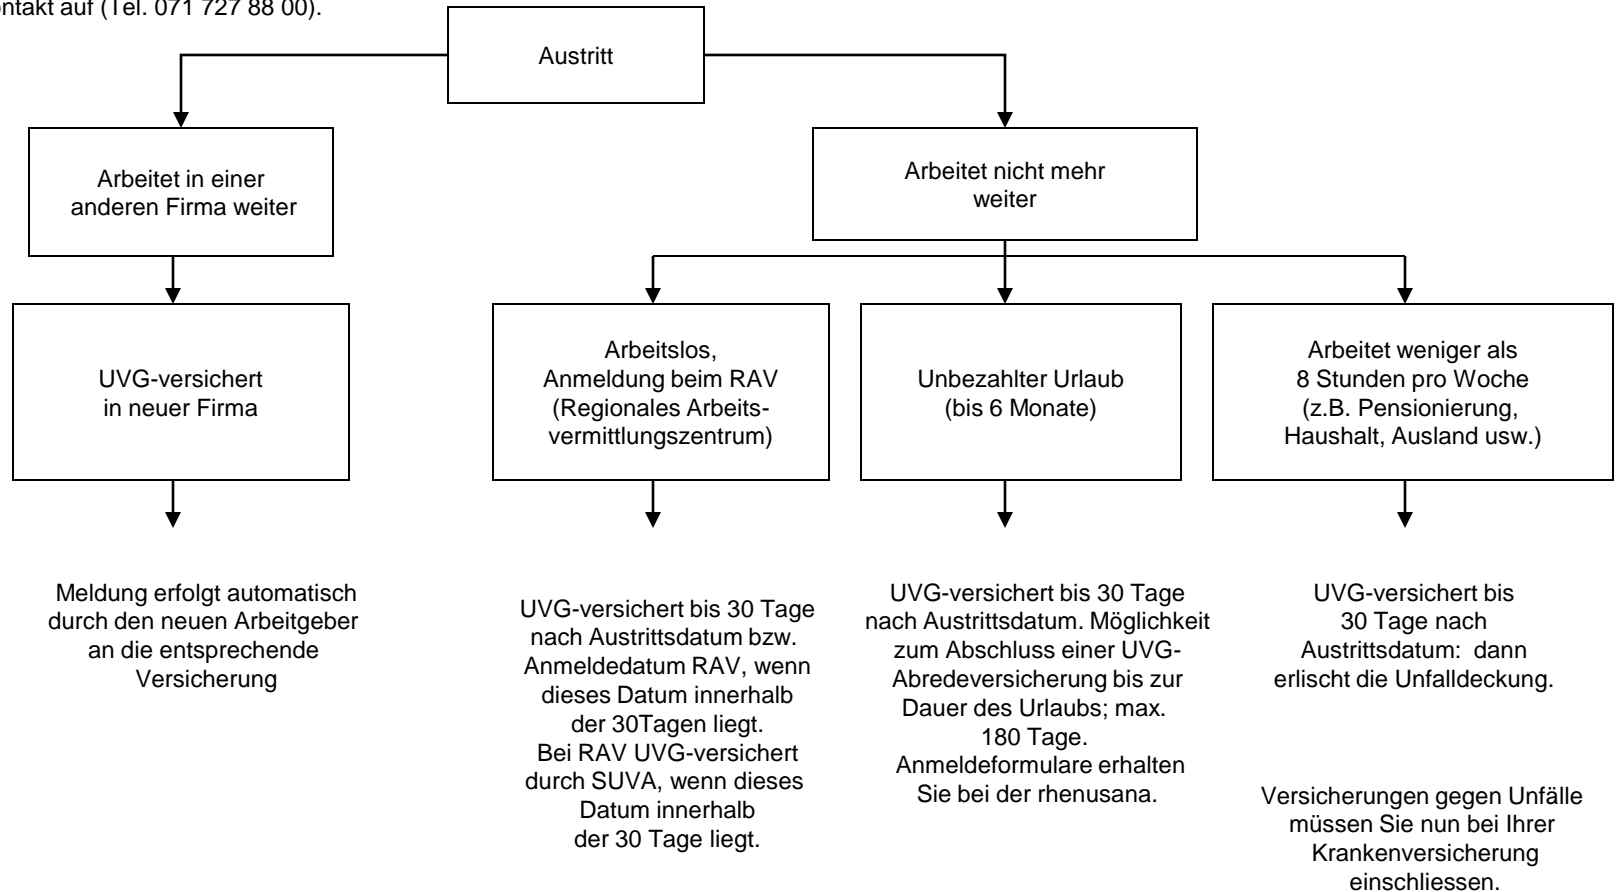 ntakt auf (Tel. 071 727 88 00).
Austritt
Arbeitet in einer
anderen Firma weiter
Arbeitet nicht mehr
weiter
UVG-versichert
in neuer Firma
Arbeitslos,
Anmeldung beim RAV
(Regionales Arbeits-
vermittlungszentrum)
Unbezahlter Urlaub
(bis 6 Monate)
Arbeitet weniger als
8 Stunden pro Woche
(z.B. Pensionierung,
Haushalt, Ausland usw.)
Meldung erfolgt automatisch
durch den neuen Arbeitgeber
an die entsprechende
Versicherung
UVG-versichert bis 30 Tage
nach Austrittsdatum bzw.
Anmeldedatum RAV, wenn
dieses Datum innerhalb
der 30Tagen liegt.
Bei RAV UVG-versichert
durch SUVA, wenn dieses
Datum innerhalb
der 30 Tage liegt.
UVG-versichert bis 30 Tage
nach Austrittsdatum. Möglichkeit
zum Abschluss einer UVG-
Abredeversicherung bis zur
Dauer des Urlaubs; max.
180 Tage.
Anmeldeformulare erhalten
Sie bei der rhenusana.
UVG-versichert bis
30 Tage nach
Austrittsdatum:  dann
erlischt die Unfalldeckung.
Versicherungen gegen Unfälle
müssen Sie nun bei Ihrer
Krankenversicherung
einschliessen.